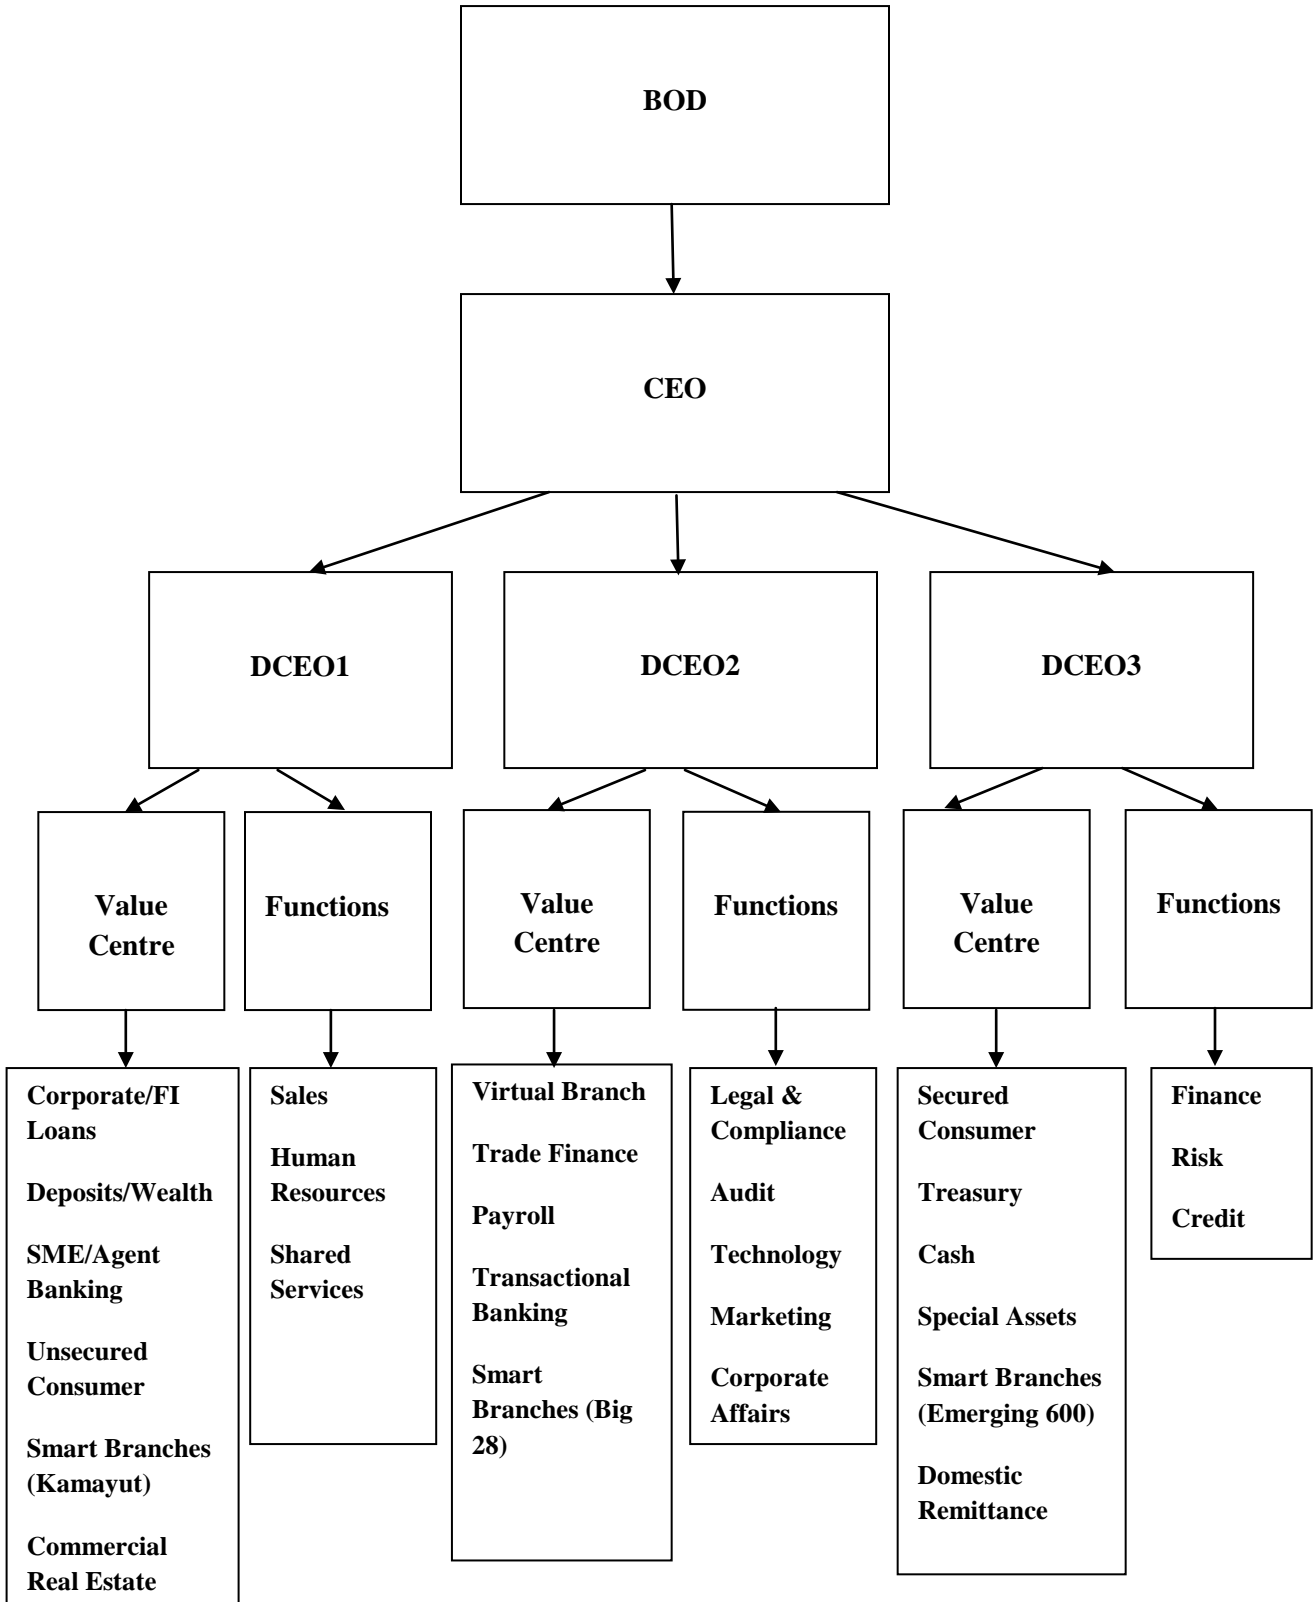 BOD
CEO
DCEO1
DCEO2
DCEO3
Value
Centre
Functions
Value
Centre
Functions
Value
Centre
Functions
Corporate/FI
Loans
Deposits/Wealth
SME/Agent
Banking
Unsecured
Consumer
Smart Branches
(Kamayut)
Commercial
Real Estate
Sales
Human
Resources
Shared
Services
Virtual Branch
Trade Finance
Payroll
Transactional
Banking
Smart
Branches (Big
28)
Legal &
Compliance
Audit
Technology
Marketing
Corporate
Affairs
Secured
Consumer
Treasury
Cash
Special Assets
Smart Branches
(Emerging 600)
Domestic
Remittance
Finance
Risk
Credit